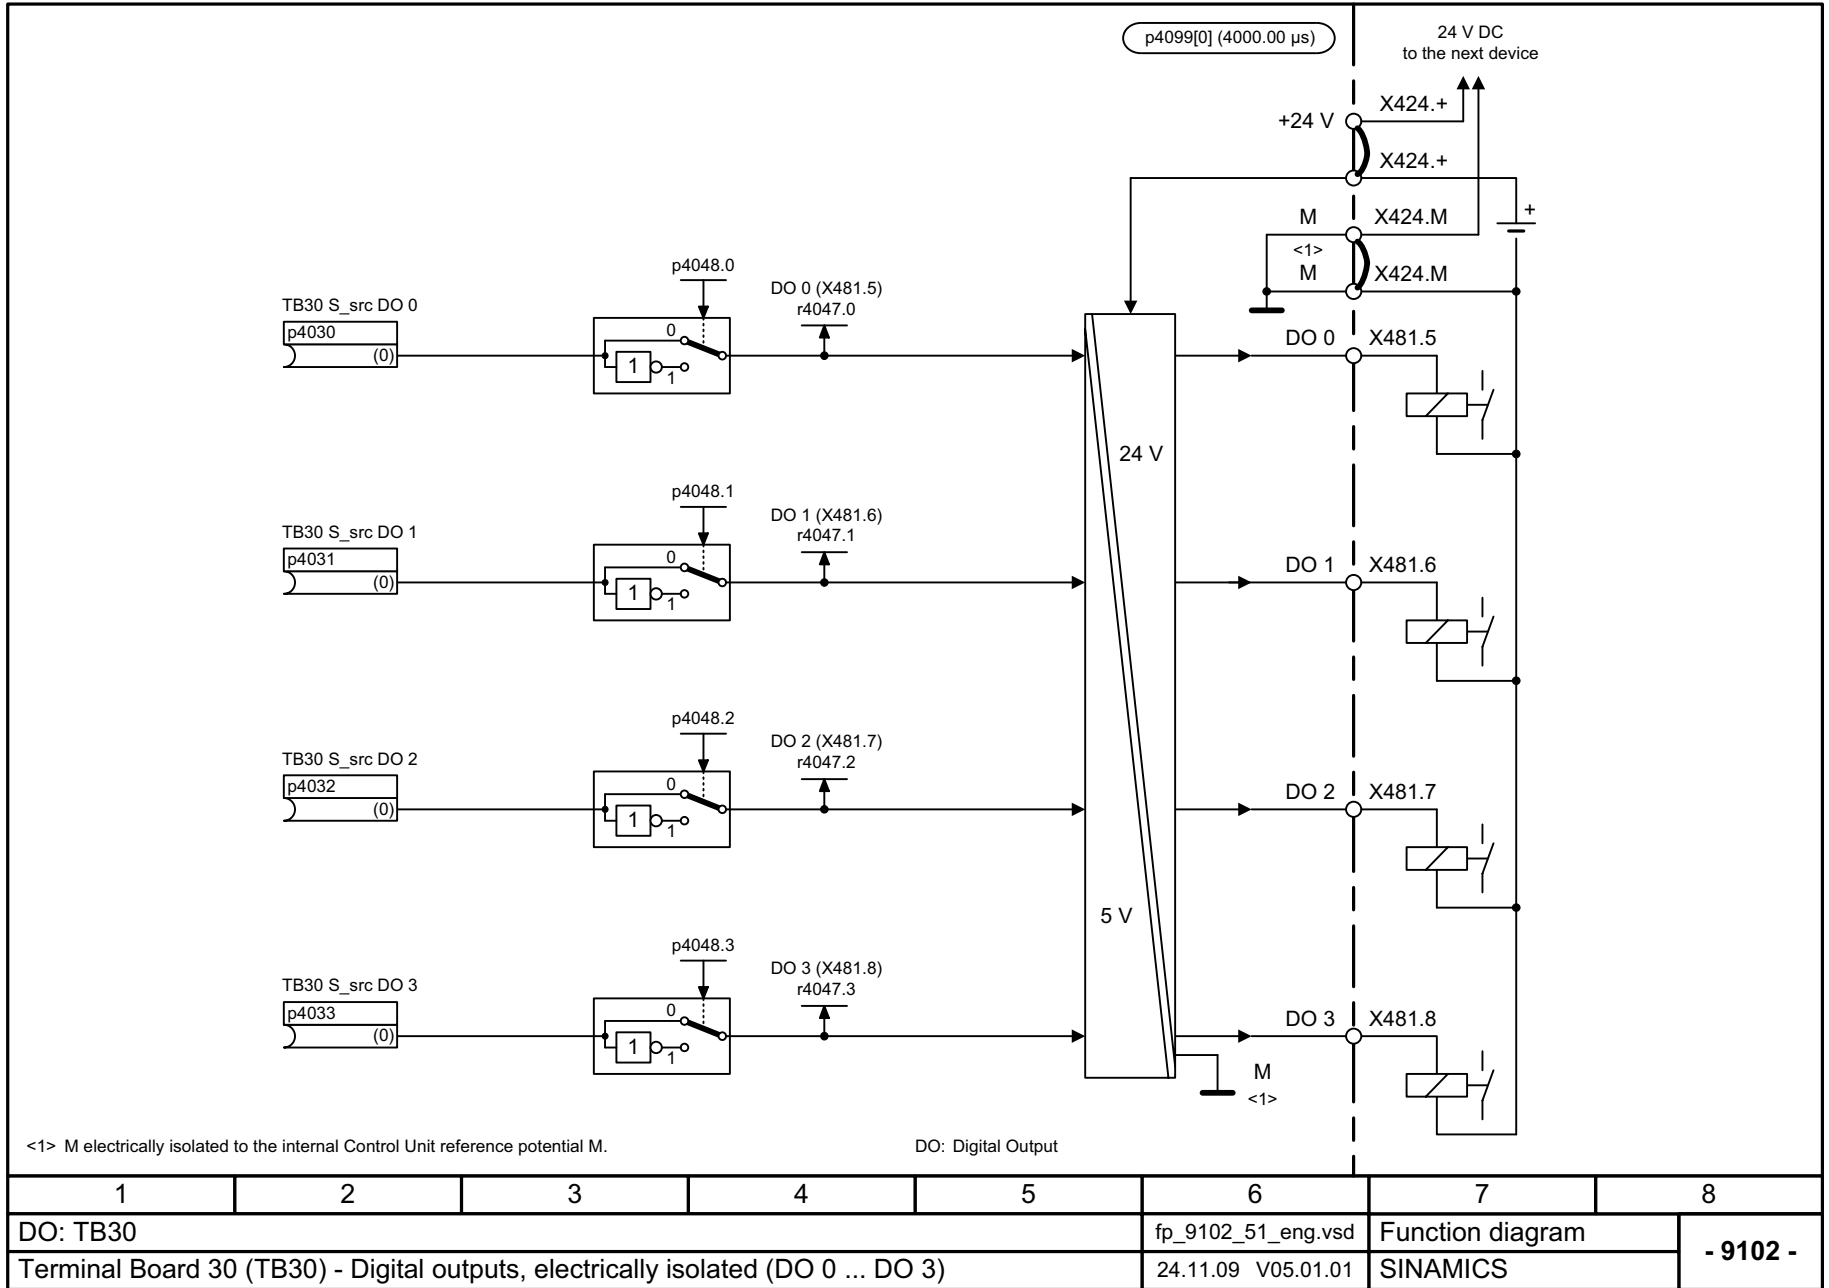 p4099[0] (4000.00 µs)
24 V DC
to the next device
X424.+
+24 V
X424.+
M
X424.M
<1>
M
X424.M
+
p4048.0
TB30 S_src DO 0
p4030
(0)
0
1
1
DO 0 (X481.5)
r4047.0
DO 0
X481.5
24 V
p4048.1
TB30 S_src DO 1
p4031
(0)
0
1
1
DO 1 (X481.6)
r4047.1
DO 1
X481.6
p4048.2
TB30 S_src DO 2
p4032
(0)
0
1
1
DO 2 (X481.7)
r4047.2
DO 2
X481.7
5 V
p4048.3
TB30 S_src DO 3
p4033
(0)
0
1
1
DO 3 (X481.8)
r4047.3
DO 3
X481.8
M
<1>
<1> M electrically isolated to the internal Control Unit reference potential M.
DO: Digital Output
1 2 3 4 5 6 7 8
DO: TB30
fp_9102_51_eng.vsd
Function diagram
- 9102 -
Terminal Board 30 (TB30) - Digital outputs, electrically isolated (DO 0 ... DO 3)
24.11.09 V05.01.01
SINAMICS